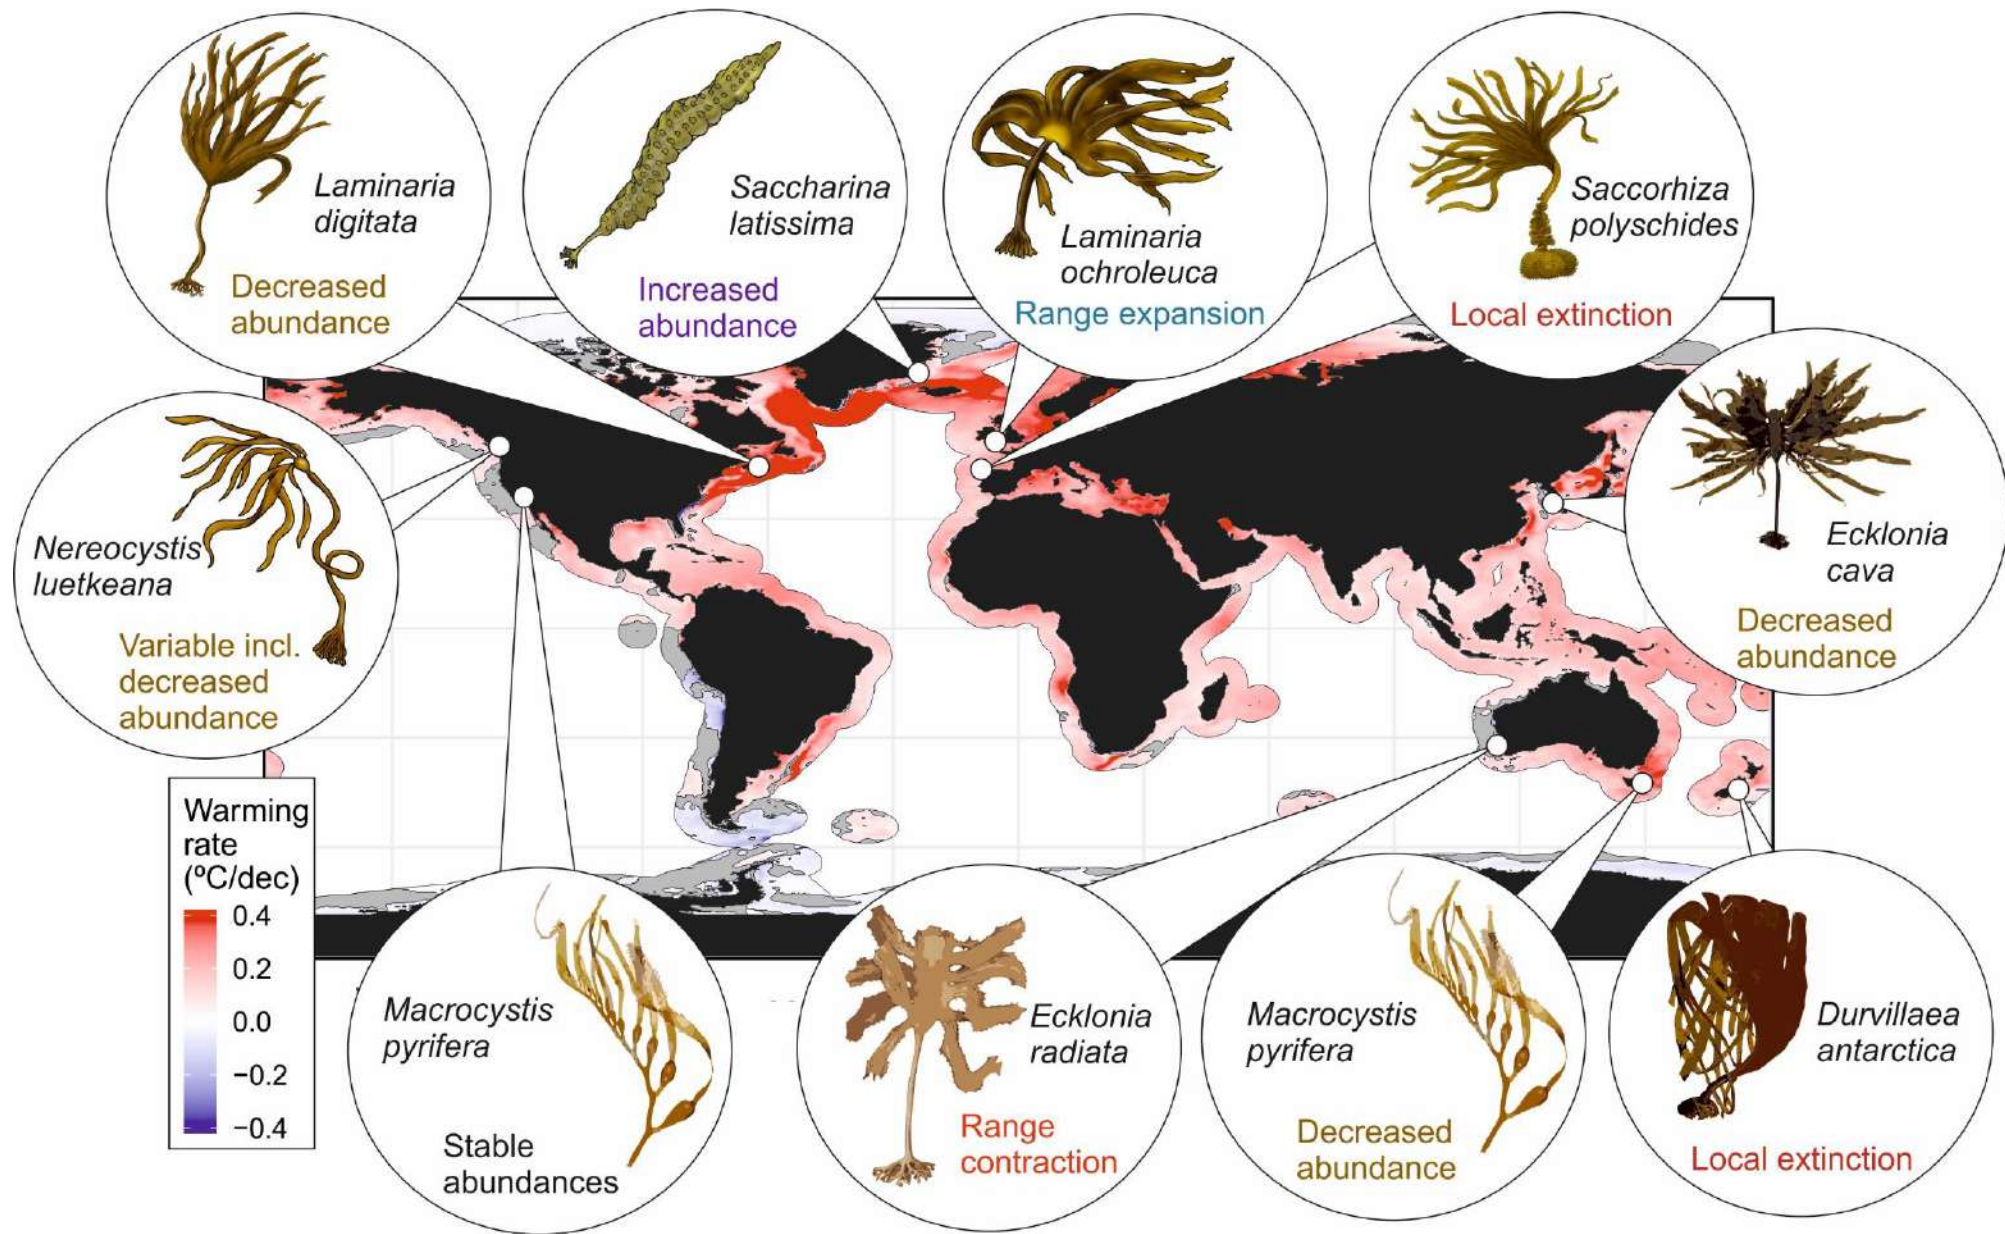 Laminaria
digitata
Decreased
abundance
Saccharina
latissima
Increased
abundance
Laminaria
ochroleuca
Range expansion
Saccorhiza
polyschides
Local extinction
Nereocystis
luetkeana
Variable incl.
decreased
abundance
Ecklonia
cava
Decreased
abundance
Warming
rate
(ºC/dec)
0.4
0.2
0.0
−0.2
−0.4
Macrocystis
pyrifera
Stable
abundances
Ecklonia
radiata
Range
contraction
Macrocystis
pyrifera
Decreased
abundance
Durvillaea
antarctica
Local extinction